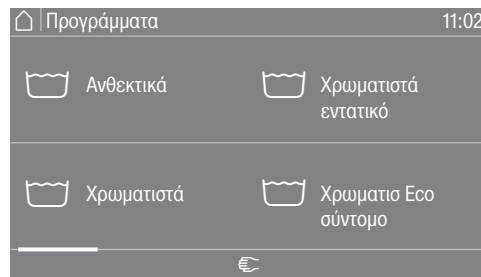 Προγράμματα 11:02
Ανθεκτικά
Χρωματιστά
εντατικό
Χρωματιστά
Χρωματισ Eco
σύντομο